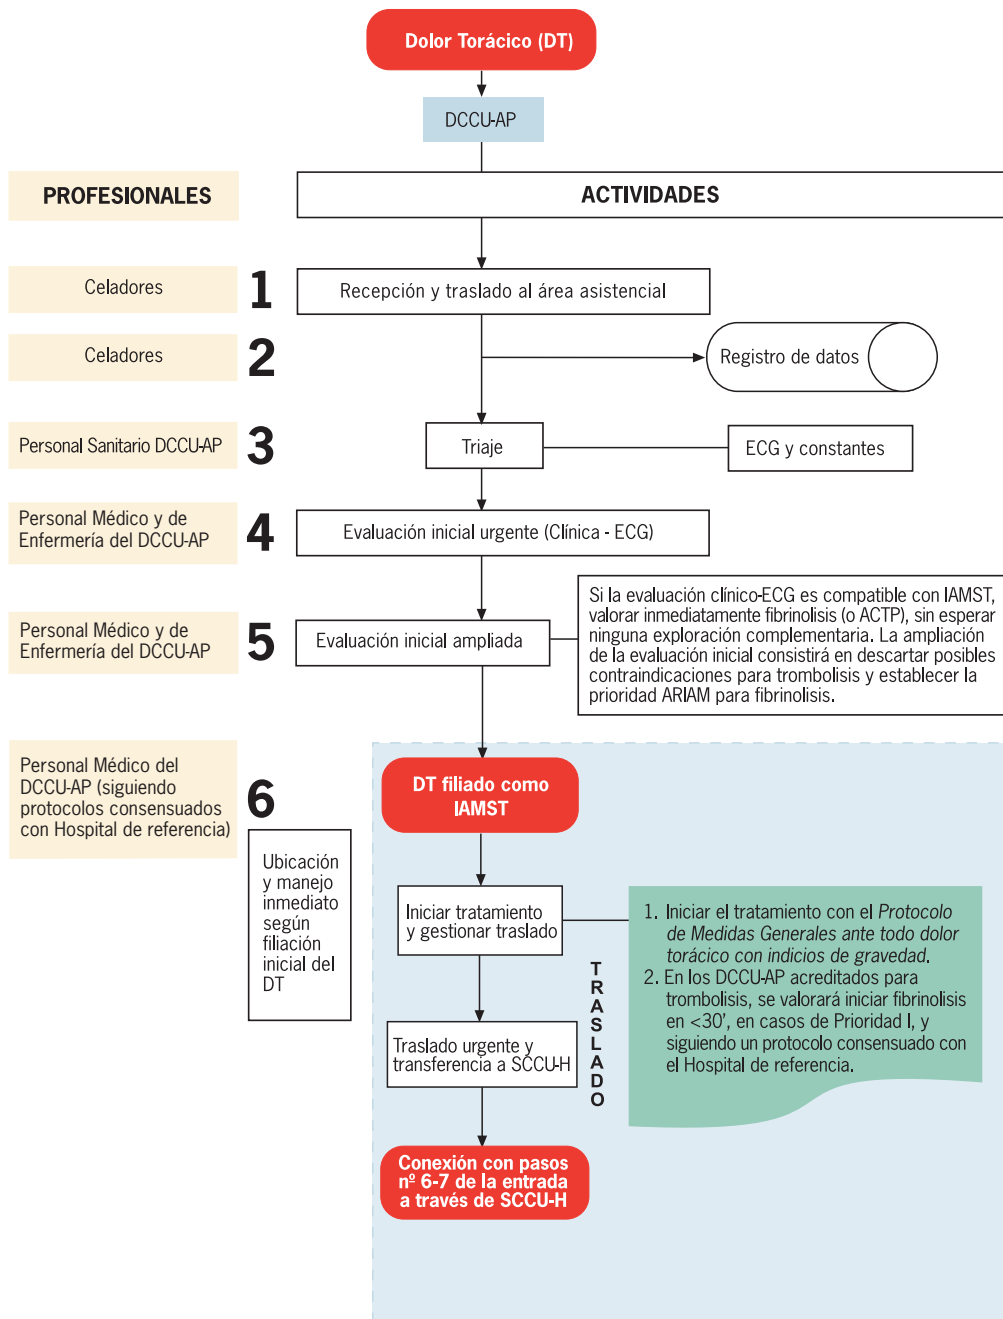 Dolor Torácico (DT)
DCCU-AP
PROFESIONALES
ACTIVIDADES
Celadores
1
Recepción y traslado al área asistencial
Celadores
2
Registro de datos
Personal Sanitario DCCU-AP
3
Triaje
ECG y constantes
Personal Médico y de
Enfermería del DCCU-AP
4
Evaluación inicial urgente (Clínica - ECG)
Personal Médico y de
Enfermería del DCCU-AP
5
Evaluación inicial ampliada
Si la evaluación clínico-ECG es compatible con IAMST,
valorar inmediatamente fibrinolisis (o ACTP), sin esperar
ninguna exploración complementaria. La ampliación
de la evaluación inicial consistirá en descartar posibles
contraindicaciones para trombolisis y establecer la
prioridad ARIAM para fibrinolisis.
Personal Médico del
DCCU-AP (siguiendo
protocolos consensuados
con Hospital de referencia)
6
Ubicación
y manejo
inmediato
según
filiación
inicial del
DT
DT filiado como
IAMST
Iniciar tratamiento
y gestionar traslado
1. Iniciar el tratamiento con el Protocolo
de Medidas Generales ante todo dolor
torácico con indicios de gravedad.
2. En los DCCU-AP acreditados para
trombolisis, se valorará iniciar fibrinolisis
en <30’, en casos de Prioridad I, y
siguiendo un protocolo consensuado con
el Hospital de referencia.
TRASLADO
Traslado urgente y
transferencia a SCCU-H
Conexión con pasos
nº 6-7 de la entrada
a través de SCCU-H